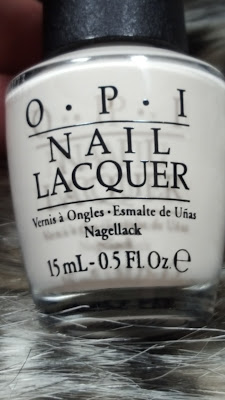 O·P·I
NAIL
LACQUER
Vernis à Ongles · Esmalte de Uñas
Nagellack
15 mL - 0.5 Fl. Oz. ℮